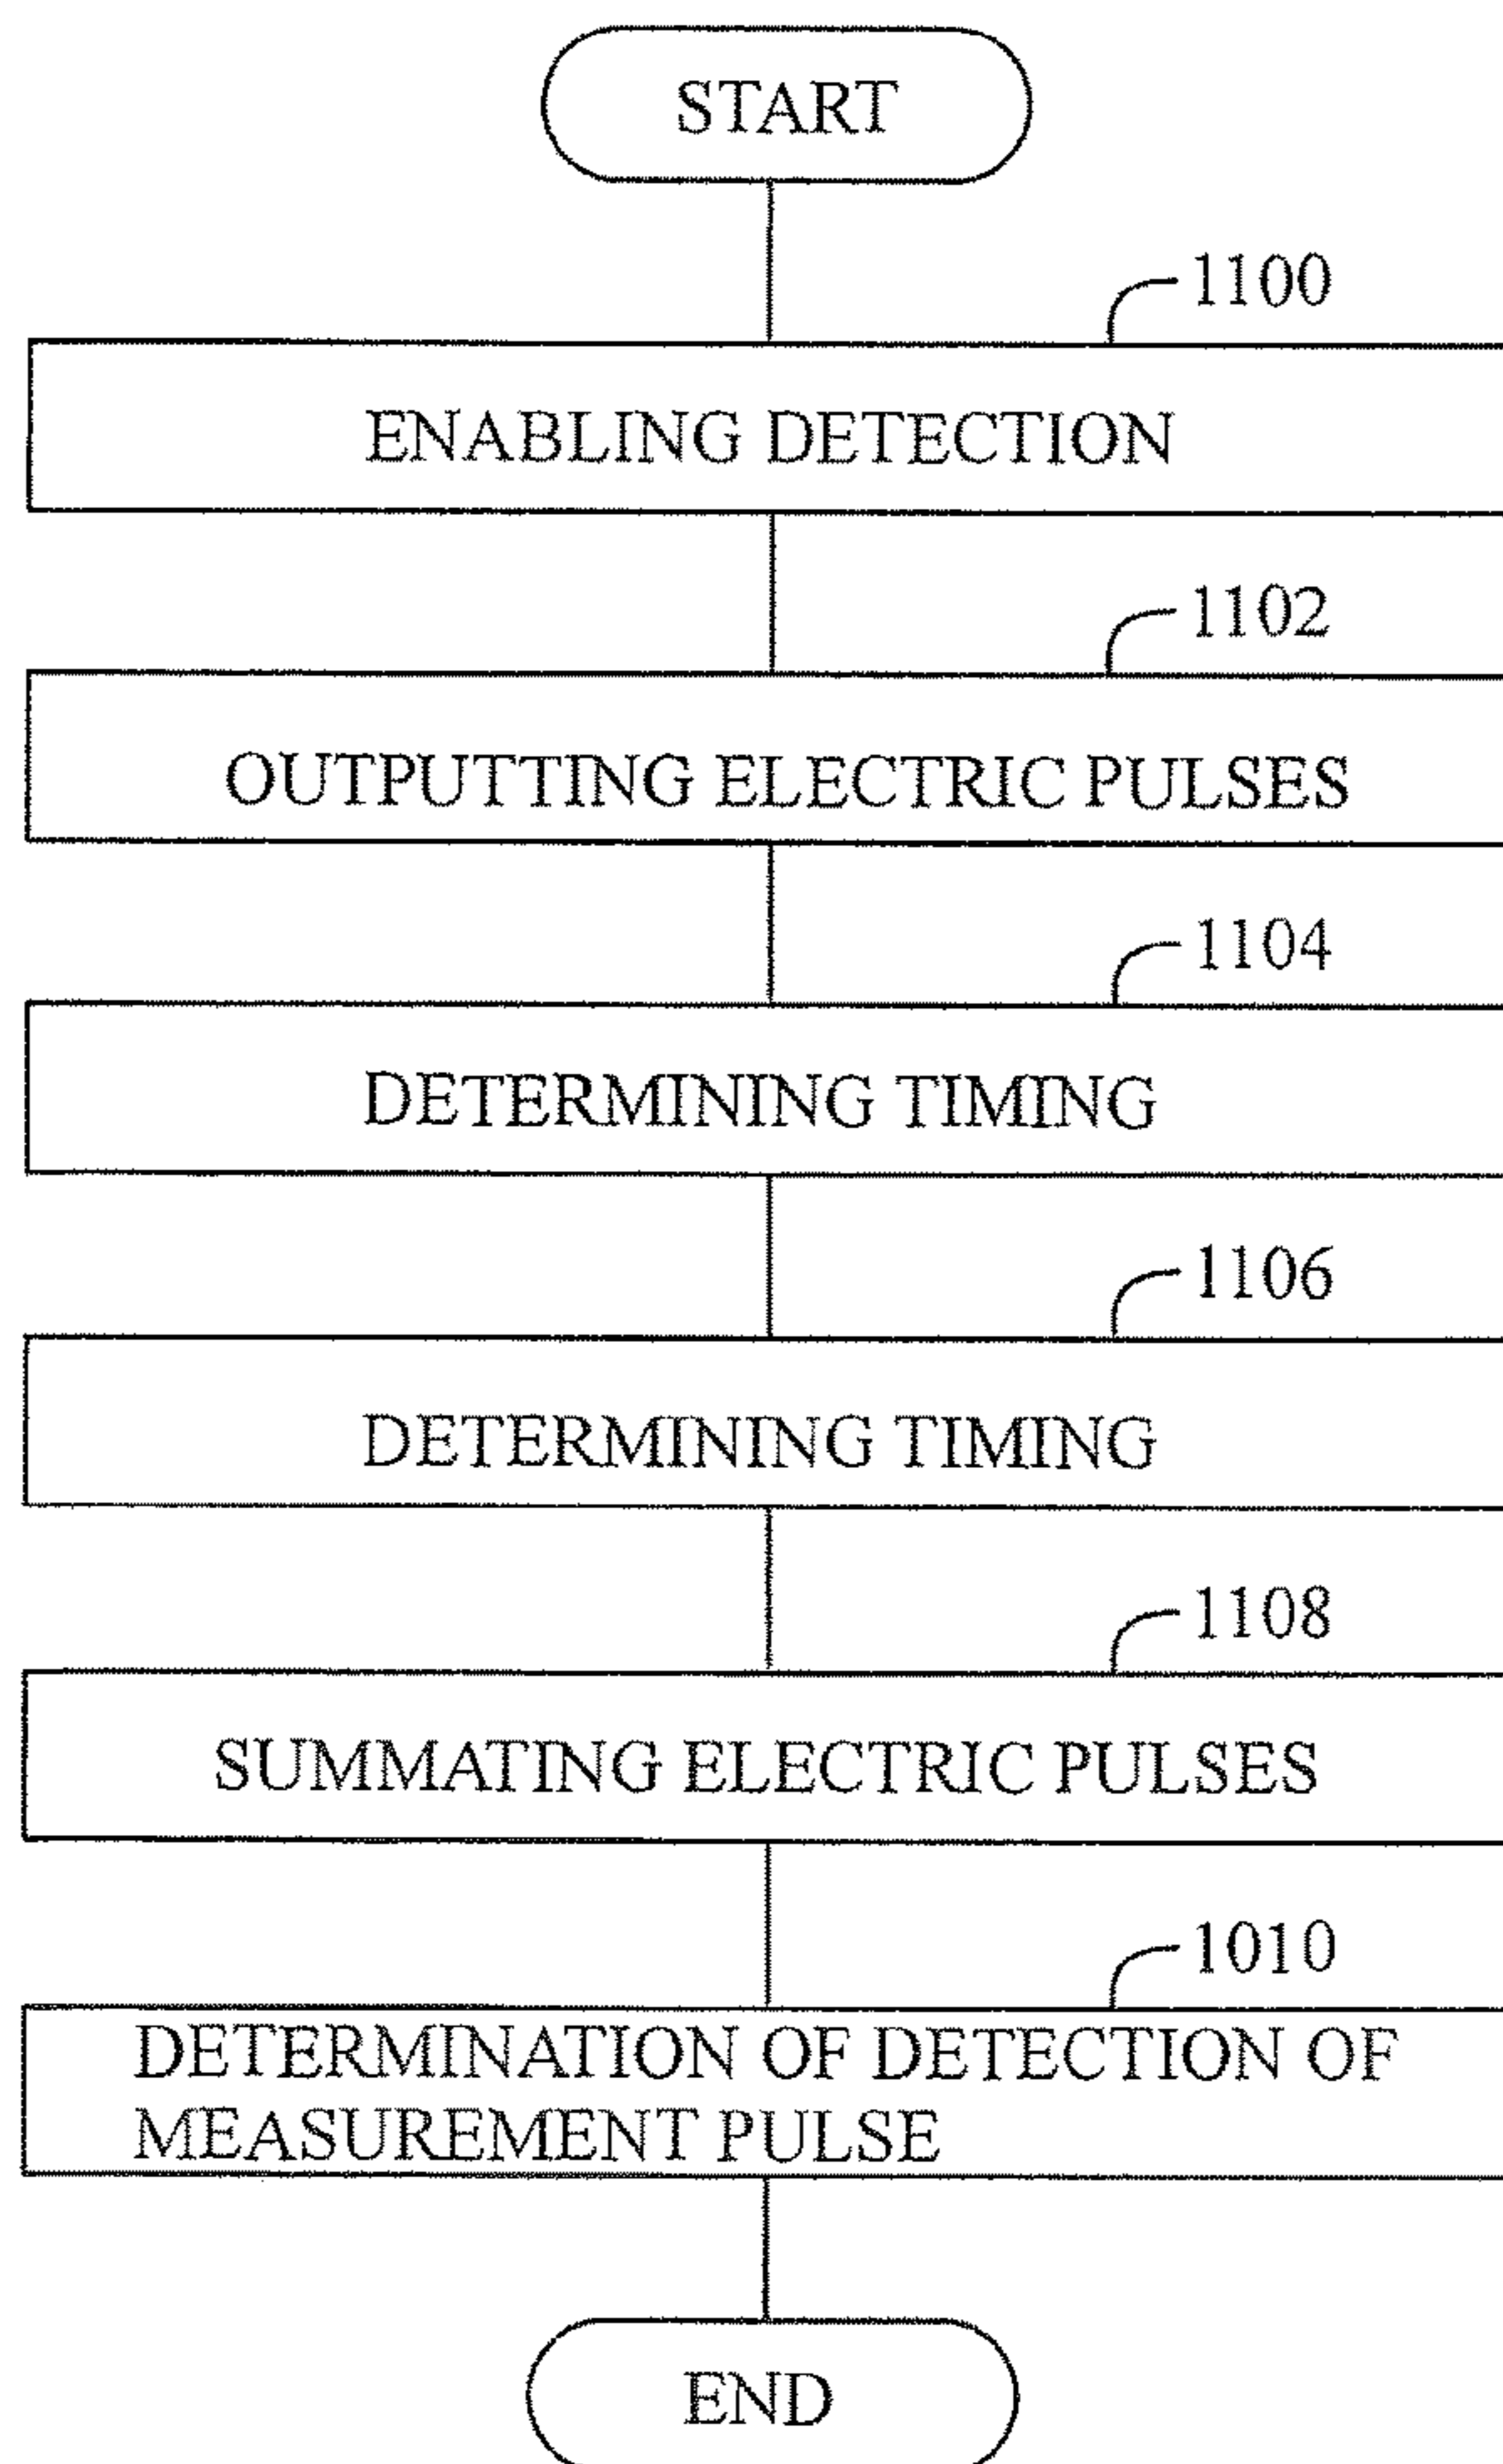 START
1100
ENABLING DETECTION
1102
OUTPUTTING ELECTRIC PULSES
1104
DETERMINING TIMING
1106
DETERMINING TIMING
1108
SUMMATING ELECTRIC PULSES
1010
DETERMINATION OF DETECTION OF
MEASUREMENT PULSE
END